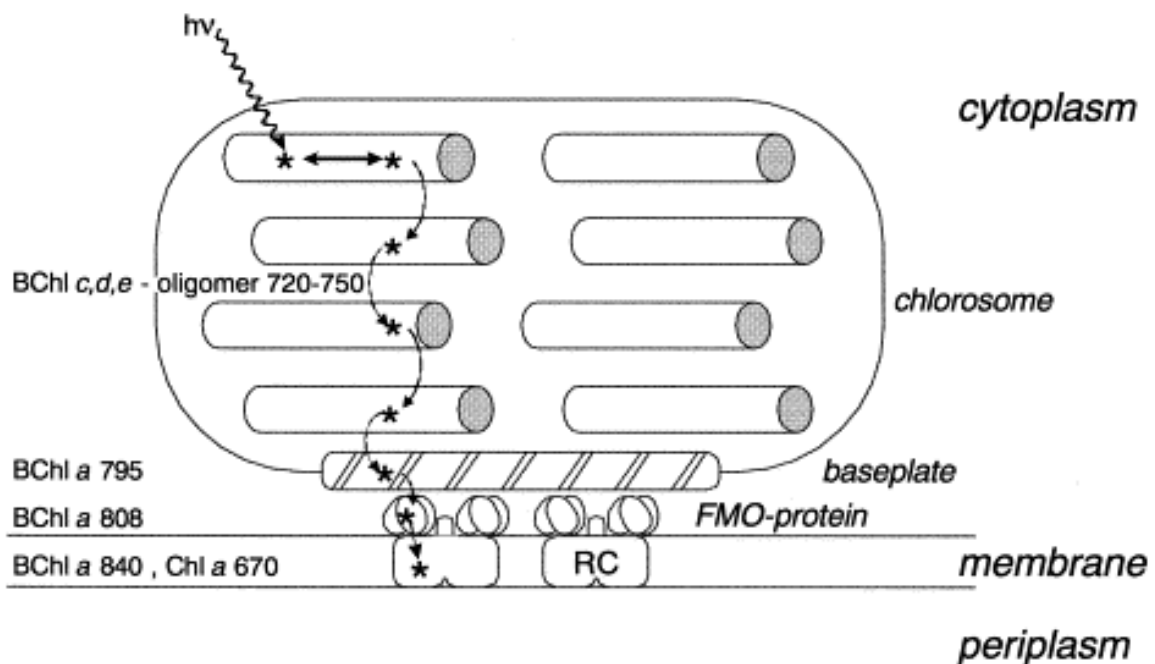 hν
cytoplasm
BChl c,d,e - oligomer 720-750
chlorosome
BChl a 795
baseplate
BChl a 808
FMO-protein
BChl a 840 , Chl a 670
RC
membrane
periplasm